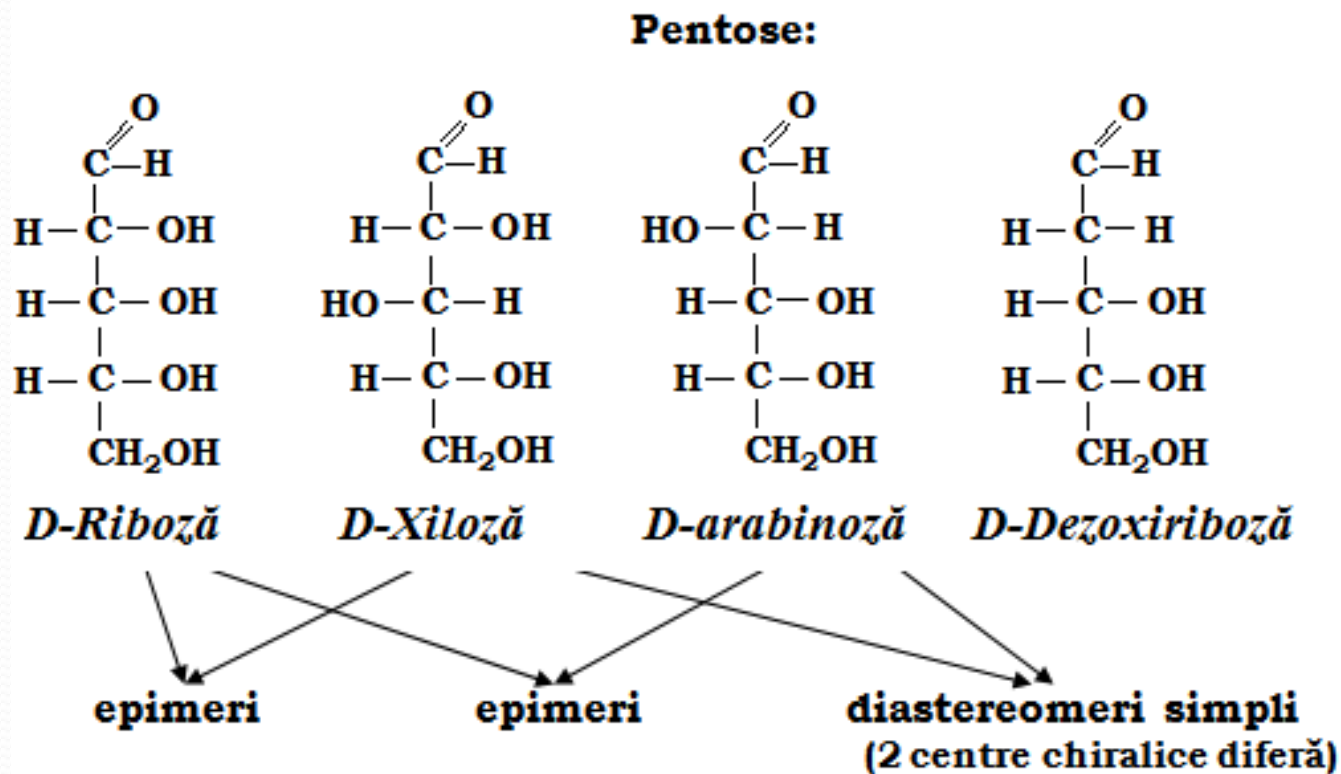 Pentose:
O O O O
C–H C–H C–H C–H
H–C–OH H–C–OH HO–C–H H–C–H
H–C–OH HO–C–H H–C–OH H–C–OH
H–C–OH H–C–OH H–C–OH H–C–OH
CH₂OH CH₂OH CH₂OH CH₂OH
D-Riboză D-Xiloză D-arabinoză D-Dezoxiriboză
epimeri epimeri diastereomeri simpli
(2 centre chiralice diferă)